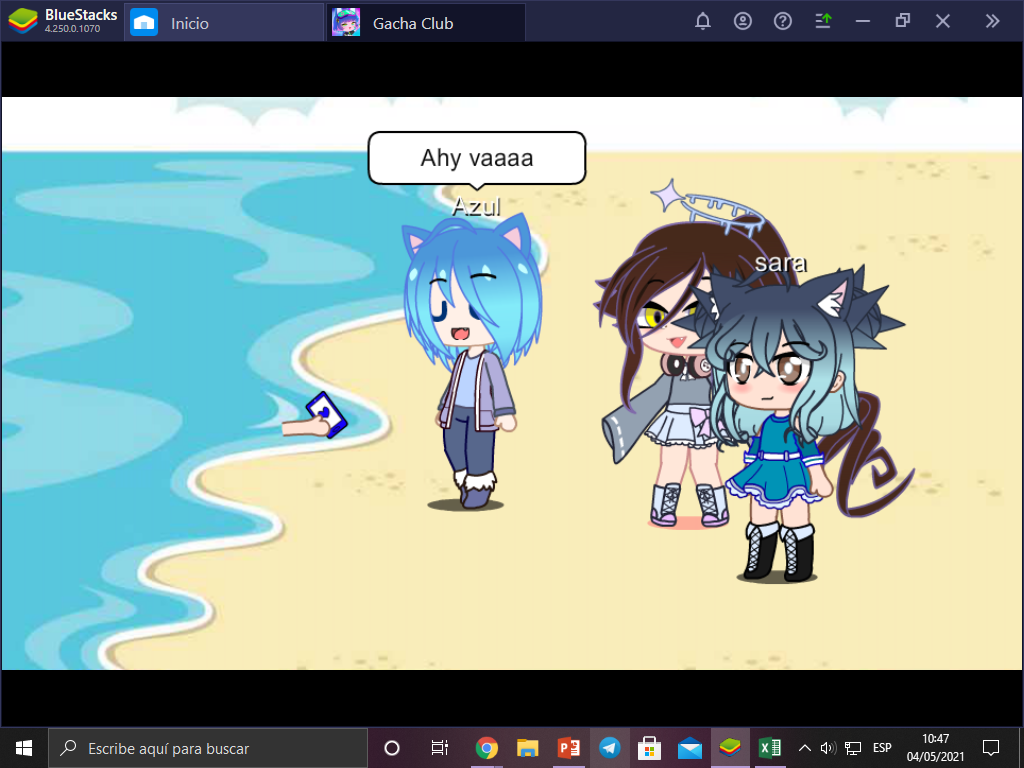 BlueStacks
4.250.0.1070
Inicio
Gacha Club
Ahy vaaaa
Azul
sara
Escribe aquí para buscar
ESP
10:47
04/05/2021